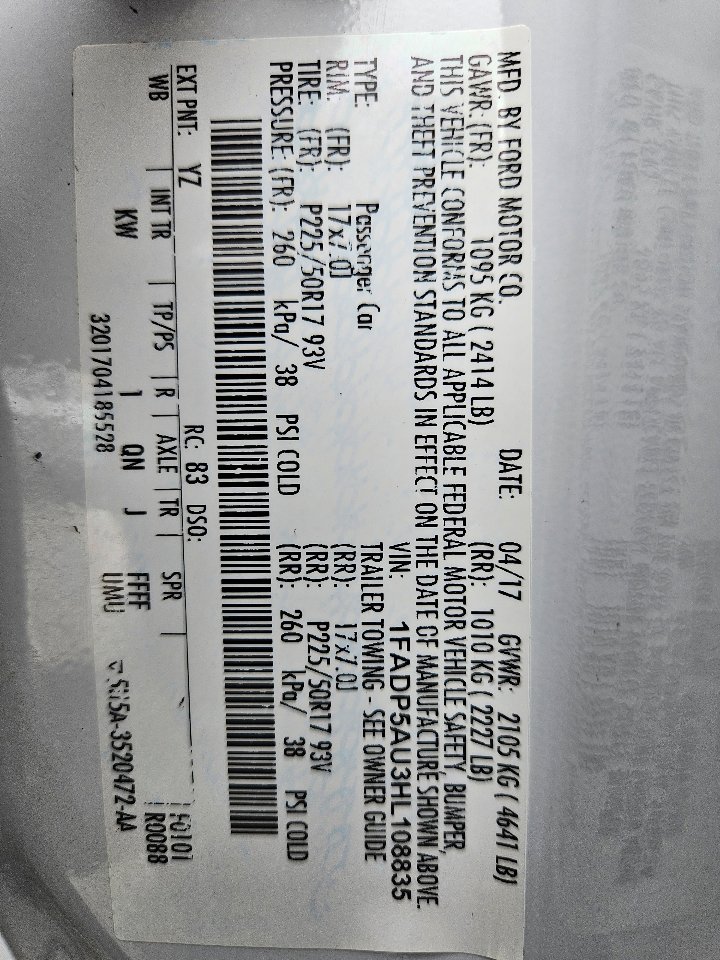 MFD BY FORD MOTOR CO. DATE: 04/17 GVWR: 2105 KG ( 4641 LB)
GAWR: (FR): 1095 KG ( 2414 LB) (RR): 1010 KG ( 2227 LB)
THIS VEHICLE CONFORMS TO ALL APPLICABLE FEDERAL MOTOR VEHICLE SAFETY, BUMPER,
AND THEFT PREVENTION STANDARDS IN EFFECT ON THE DATE OF MANUFACTURE SHOWN ABOVE.
VIN: 1FADP5AU3HL108835
TYPE: Passenger Car TRAILER TOWING - SEE OWNER GUIDE
RIM: (FR): 17x7.0J (RR): 17x7.0J
TIRE: (FR): P225/50R17 93V (RR): P225/50R17 93V
PRESSURE: (FR): 260 kPa/ 38 PSI COLD (RR): 260 kPa/ 38 PSI COLD
EXT PNT: YZ RC: 83 DSO:
WB INT TR TP/PS R AXLE TR SPR R0088
KW 1 QN J FFFF
UMU
3201704185528